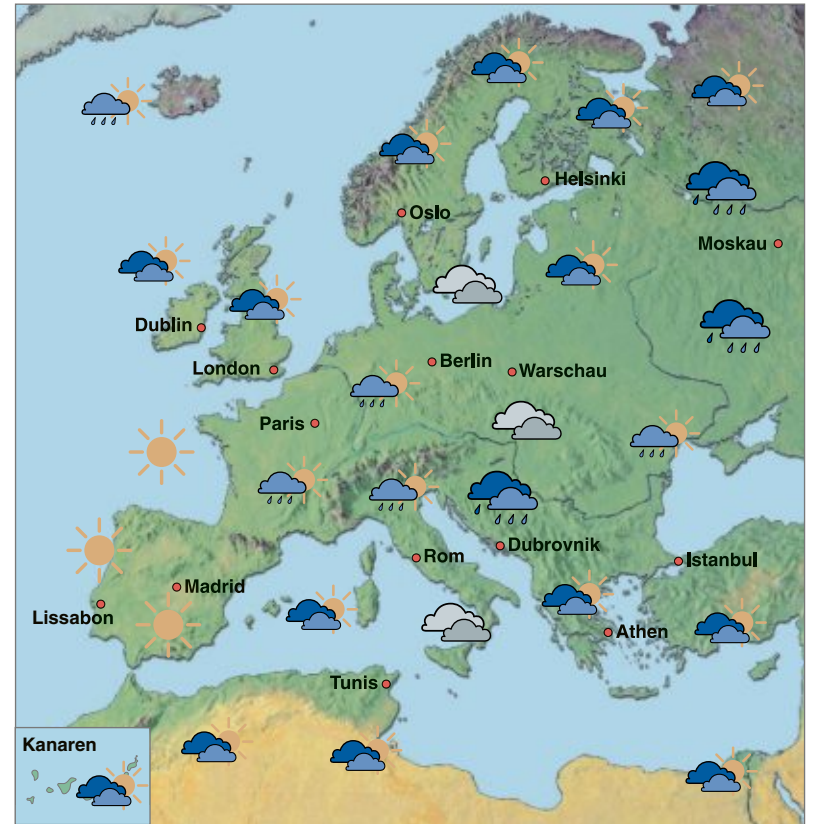 Helsinki
Oslo
Moskau
Dublin
London
Berlin
Warschau
Paris
Dubrovnik
Rom
Istanbul
Madrid
Lissabon
Athen
Tunis
Kanaren